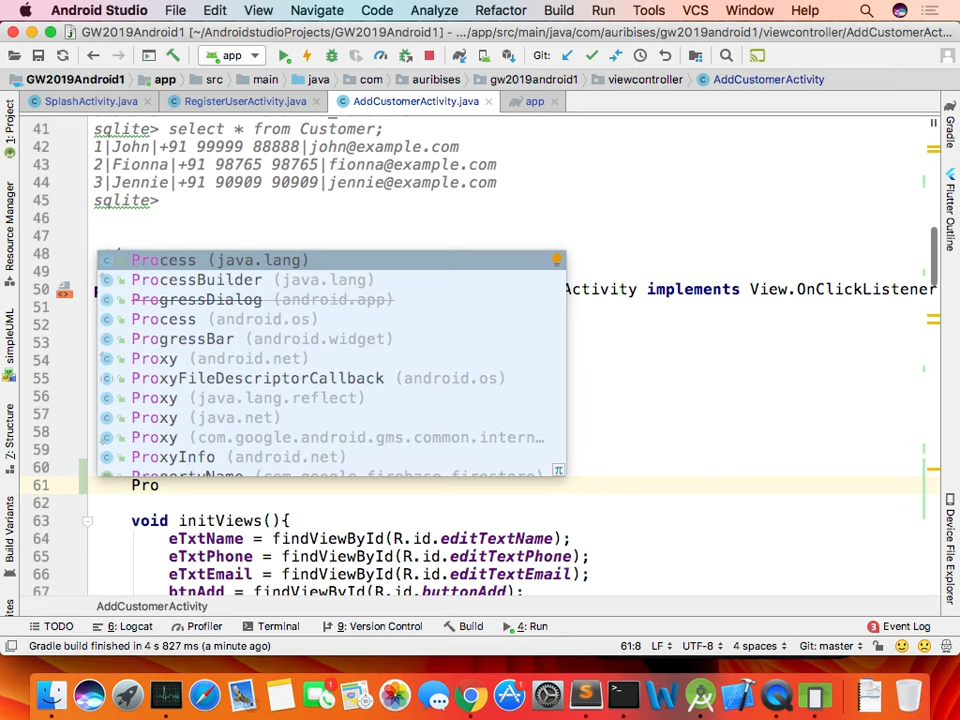 Android Studio File Edit View Navigate Code Analyze Refactor Build Run Tools VCS Window Help
GW2019Android1 [~/AndroidstudioProjects/GW2019Android1] - .../app/src/main/java/com/auribises/gw2019android1/viewcontroller/AddCustomerAct...
app Git:
GW2019Android1 app src main java com auribises gw2019android1 viewcontroller AddCustomerActivity
SplashActivity.java RegisterUserActivity.java AddCustomerActivity.java app
41 sqlite> select * from Customer;
42 1|John|+91 99999 88888|john@example.com
43 2|Fionna|+91 98765 98765|fionna@example.com
44 3|Jennie|+91 90909 90909|jennie@example.com
45 sqlite>
46
47
48
49
50 Activity implements View.OnClickListener
51
52
53
54
55
56
57
58
59
60
61 Pro
62
63 void initViews(){
64 eTxtName = findViewById(R.id.editTextName);
65 eTxtPhone = findViewById(R.id.editTextPhone);
66 eTxtEmail = findViewById(R.id.editTextEmail);
67 btnAdd = findViewById(R.id.buttonAdd);
Process (java.lang)
ProcessBuilder (java.lang)
ProgressDialog (android.app)
Process (android.os)
ProgressBar (android.widget)
Proxy (android.net)
ProxyFileDescriptorCallback (android.os)
Proxy (java.lang.reflect)
Proxy (java.net)
Proxy (com.google.android.gms.common.intern...
ProxyInfo (android.net)
PropertyName (com.google.firebase.firestore)
1: Project
Resource Manager
simpleUML
Z: Structure
Build Variants
Gradle
Flutter Outline
Device File Explorer
AddCustomerActivity
TODO 6: Logcat Profiler Terminal 9: Version Control Build 4: Run 3 Event Log
Gradle build finished in 4 s 827 ms (a minute ago) 61:8 LF UTF-8 4 spaces Git: master